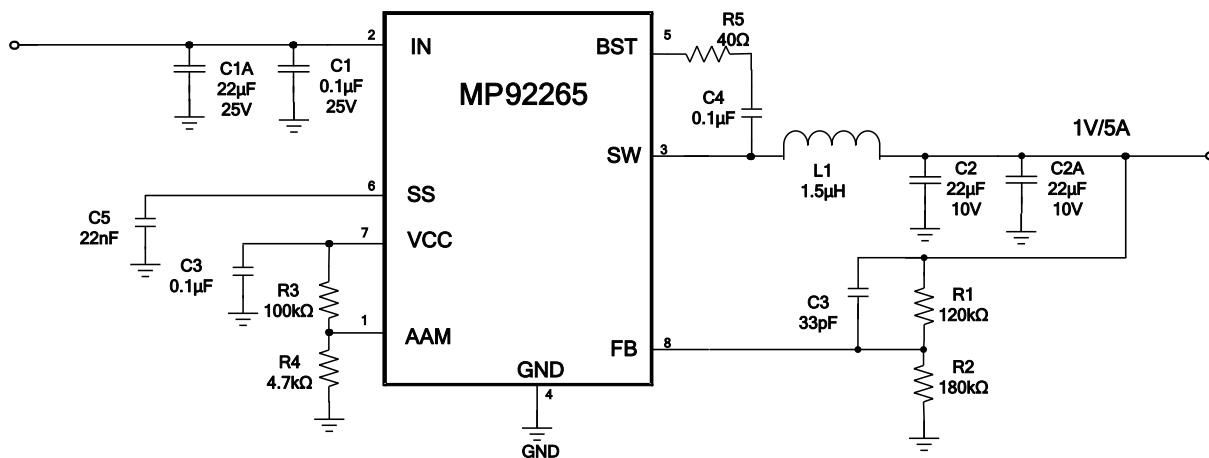 2
IN
C1A
22µF
25V
C1
0.1µF
25V
MP92265
BST
5
R5
40Ω
C4
0.1µF
SW
3
L1
1.5µH
1V/5A
C2
22µF
10V
C2A
22µF
10V
6
SS
C5
22nF
7
VCC
C3
0.1µF
R3
100kΩ
1
AAM
R4
4.7kΩ
GND
4
GND
FB
8
C3
33pF
R1
120kΩ
R2
180kΩ